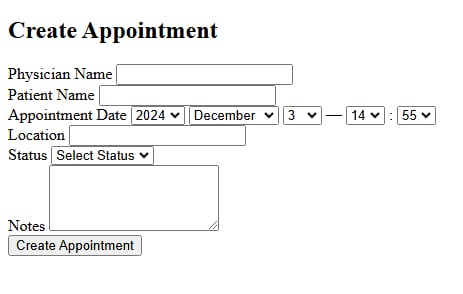 Create Appointment
Physician Name
Patient Name
Appointment Date 2024 December 3 — 14 : 55
Location
Status Select Status
Notes
Create Appointment